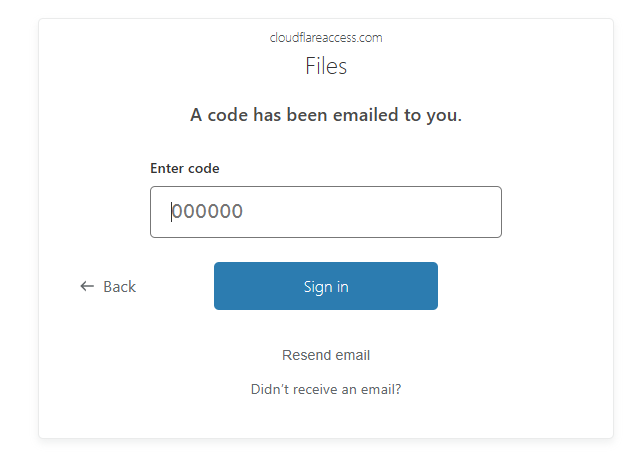 cloudflareaccess.com
Files
A code has been emailed to you.
Enter code
000000
← Back
Sign in
Resend email
Didn't receive an email?